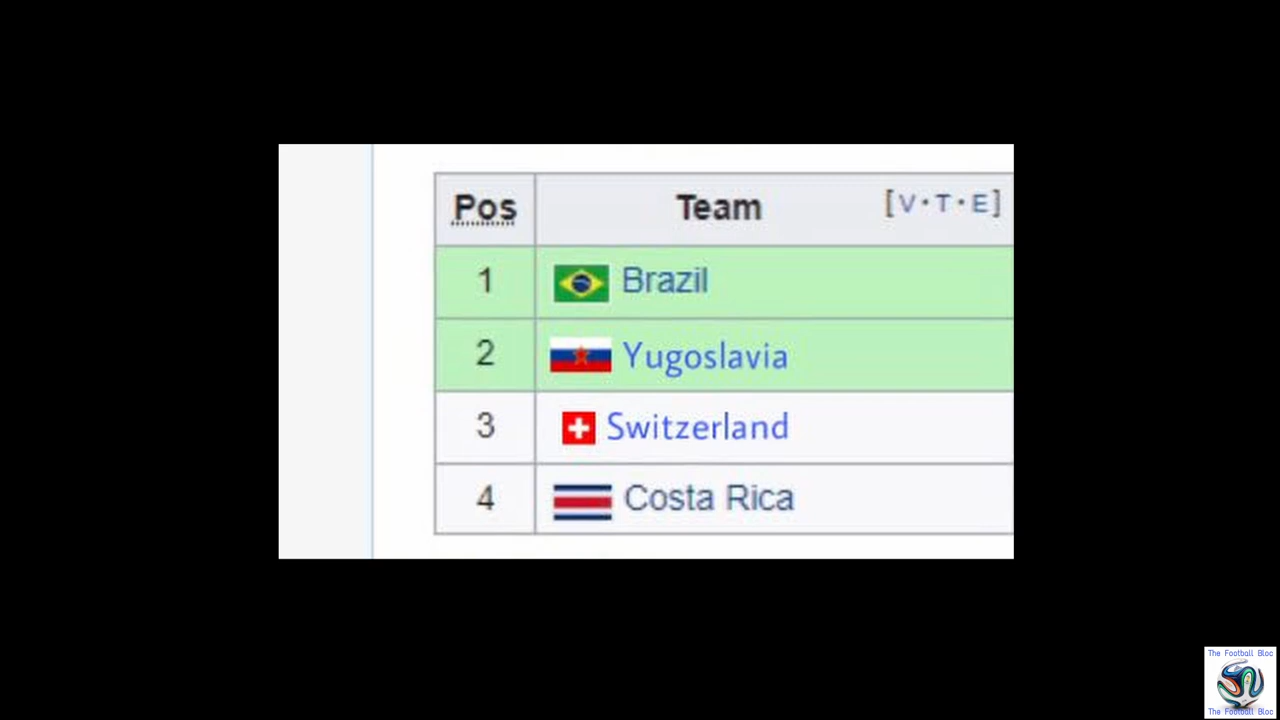 Pos Team [V·T·E]
1 Brazil
2 Yugoslavia
3 Switzerland
4 Costa Rica
The Football Bloc
The Football Bloc